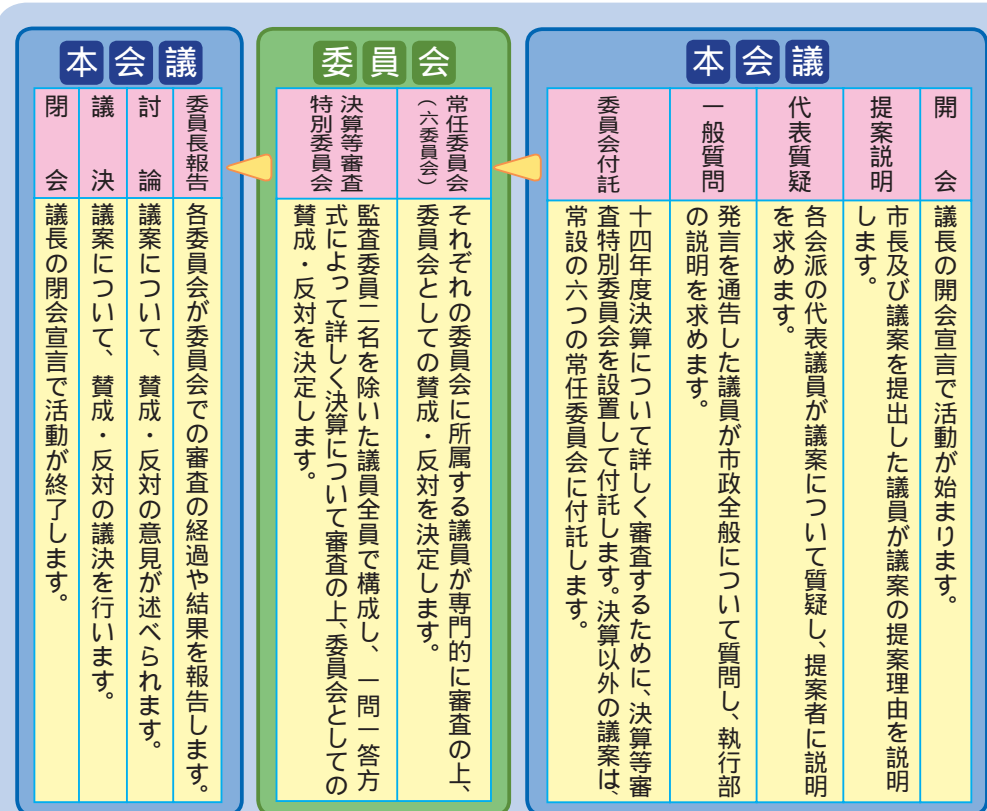 本会議
開　会
議長の開会宣言で活動が始まります。
提案説明
市長及び議案を提出した議員が議案の提案理由を説明
します。
代表質疑
各会派の代表議員が議案について質疑し、提案者に説明
を求めます。
一般質問
発言を通告した議員が市政全般について質問し、執行部
の説明を求めます。
委員会付託
十四年度決算について詳しく審査するために、決算等審
査特別委員会を設置して付託します。決算以外の議案は、
常設の六つの常任委員会に付託します。
委員会
常任委員会
（六委員会）
それぞれの委員会に所属する議員が専門的に審査の上、
委員会としての賛成・反対を決定します。
決算等審査
特別委員会
監査委員二名を除いた議員全員で構成し、一問一答方
式によって詳しく決算について審査の上、委員会としての
賛成・反対を決定します。
本会議
委員長報告
各委員会が委員会での審査の経過や結果を報告します。
討　論
議案について、賛成・反対の意見が述べられます。
議　決
議案について、賛成・反対の議決を行います。
閉　会
議長の閉会宣言で活動が終了します。